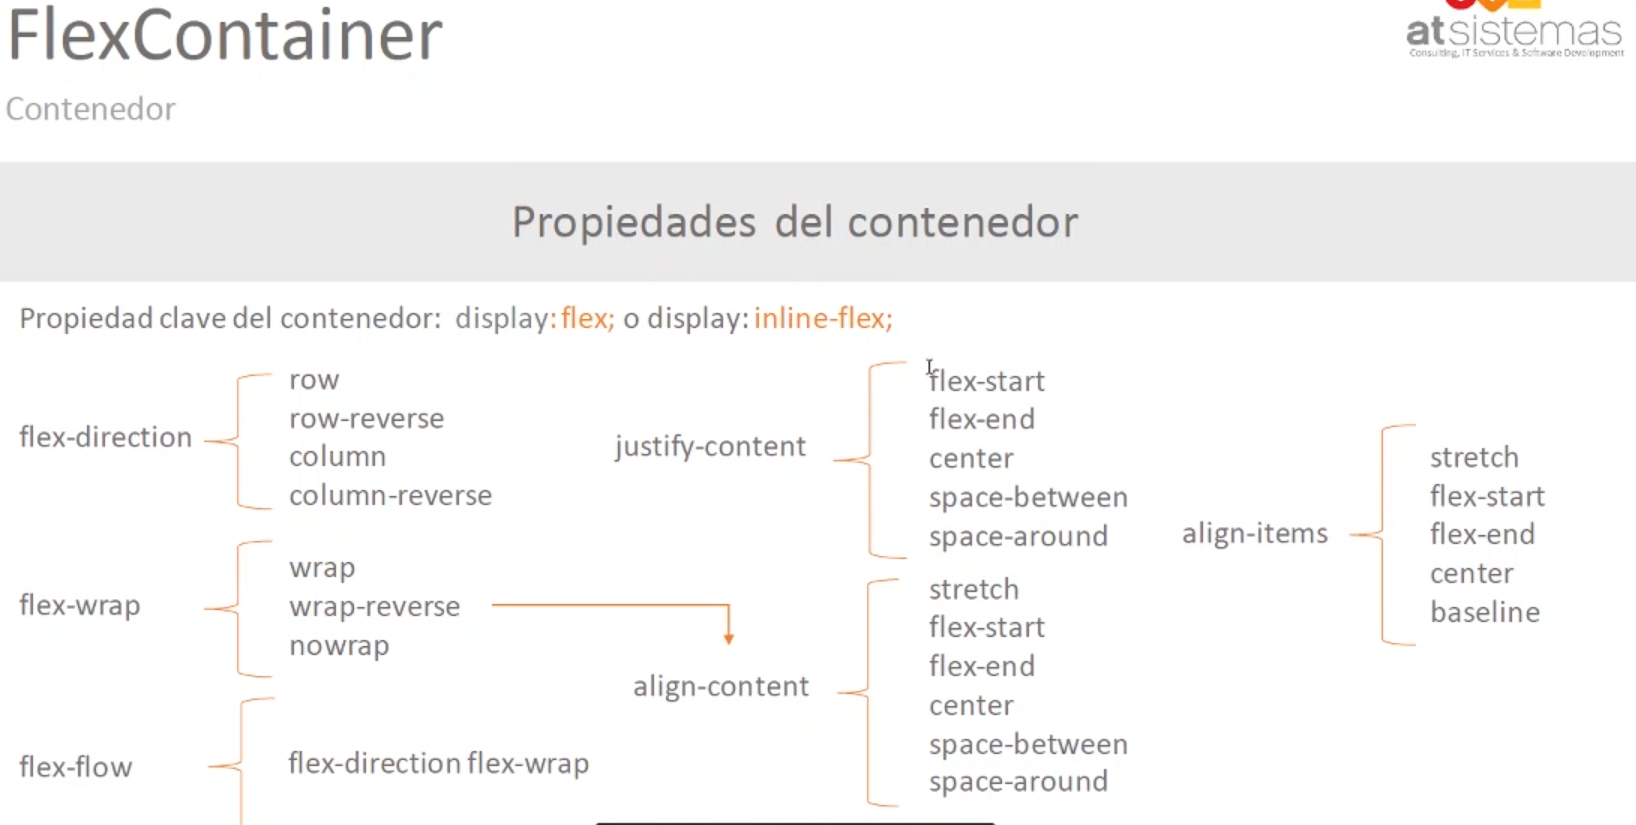 FlexContainer
atsistemas
Consulting, IT Services & Software Development
Contenedor
Propiedades del contenedor
Propiedad clave del contenedor: display:flex; o display:inline-flex;
flex-direction
row
row-reverse
column
column-reverse
flex-wrap
wrap
wrap-reverse
nowrap
flex-flow
flex-direction flex-wrap
justify-content
flex-start
flex-end
center
space-between
space-around
align-content
stretch
flex-start
flex-end
center
space-between
space-around
align-items
stretch
flex-start
flex-end
center
baseline